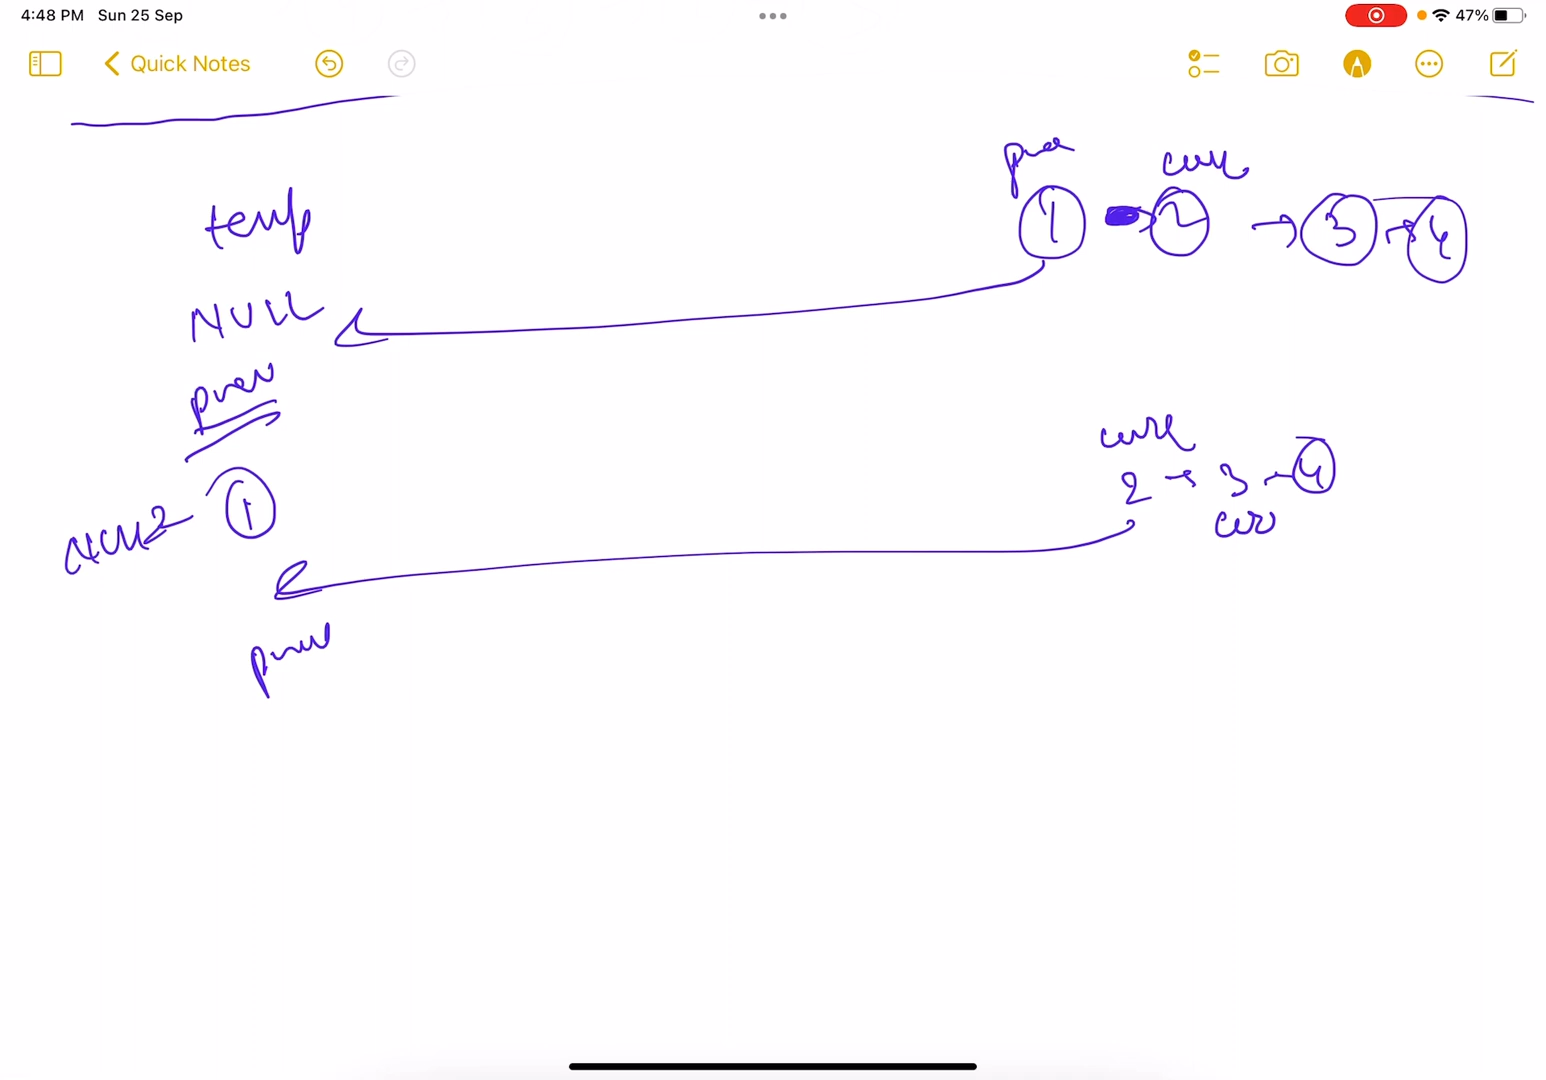 4:48 PM Sun 25 Sep
47%
Quick Notes
prev
curr
temp
1 → 2 → 3 → 4
NULL
prev
curr
2 → 3 → 4
NULL 1
curr
prev